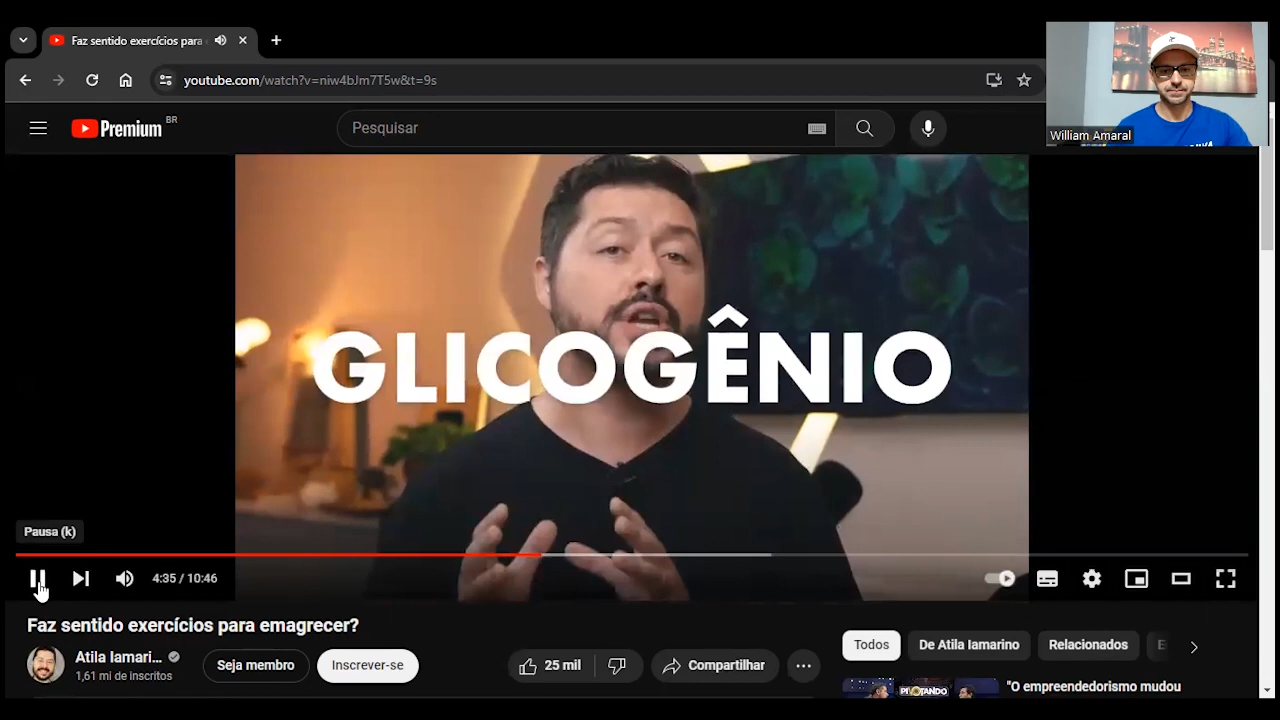 Faz sentido exercícios para
youtube.com/watch?v=niw4bJm7T5w&t=9s
Premium BR
Pesquisar
William Amaral
GLICOGÊNIO
Pausa (k)
4:35 / 10:46
Faz sentido exercícios para emagrecer?
Atila Iamari...
1,61 mi de inscritos
Seja membro
Inscrever-se
25 mil
Compartilhar
Todos
De Atila Iamarino
Relacionados
PIVOTANDO
"O empreendedorismo mudou